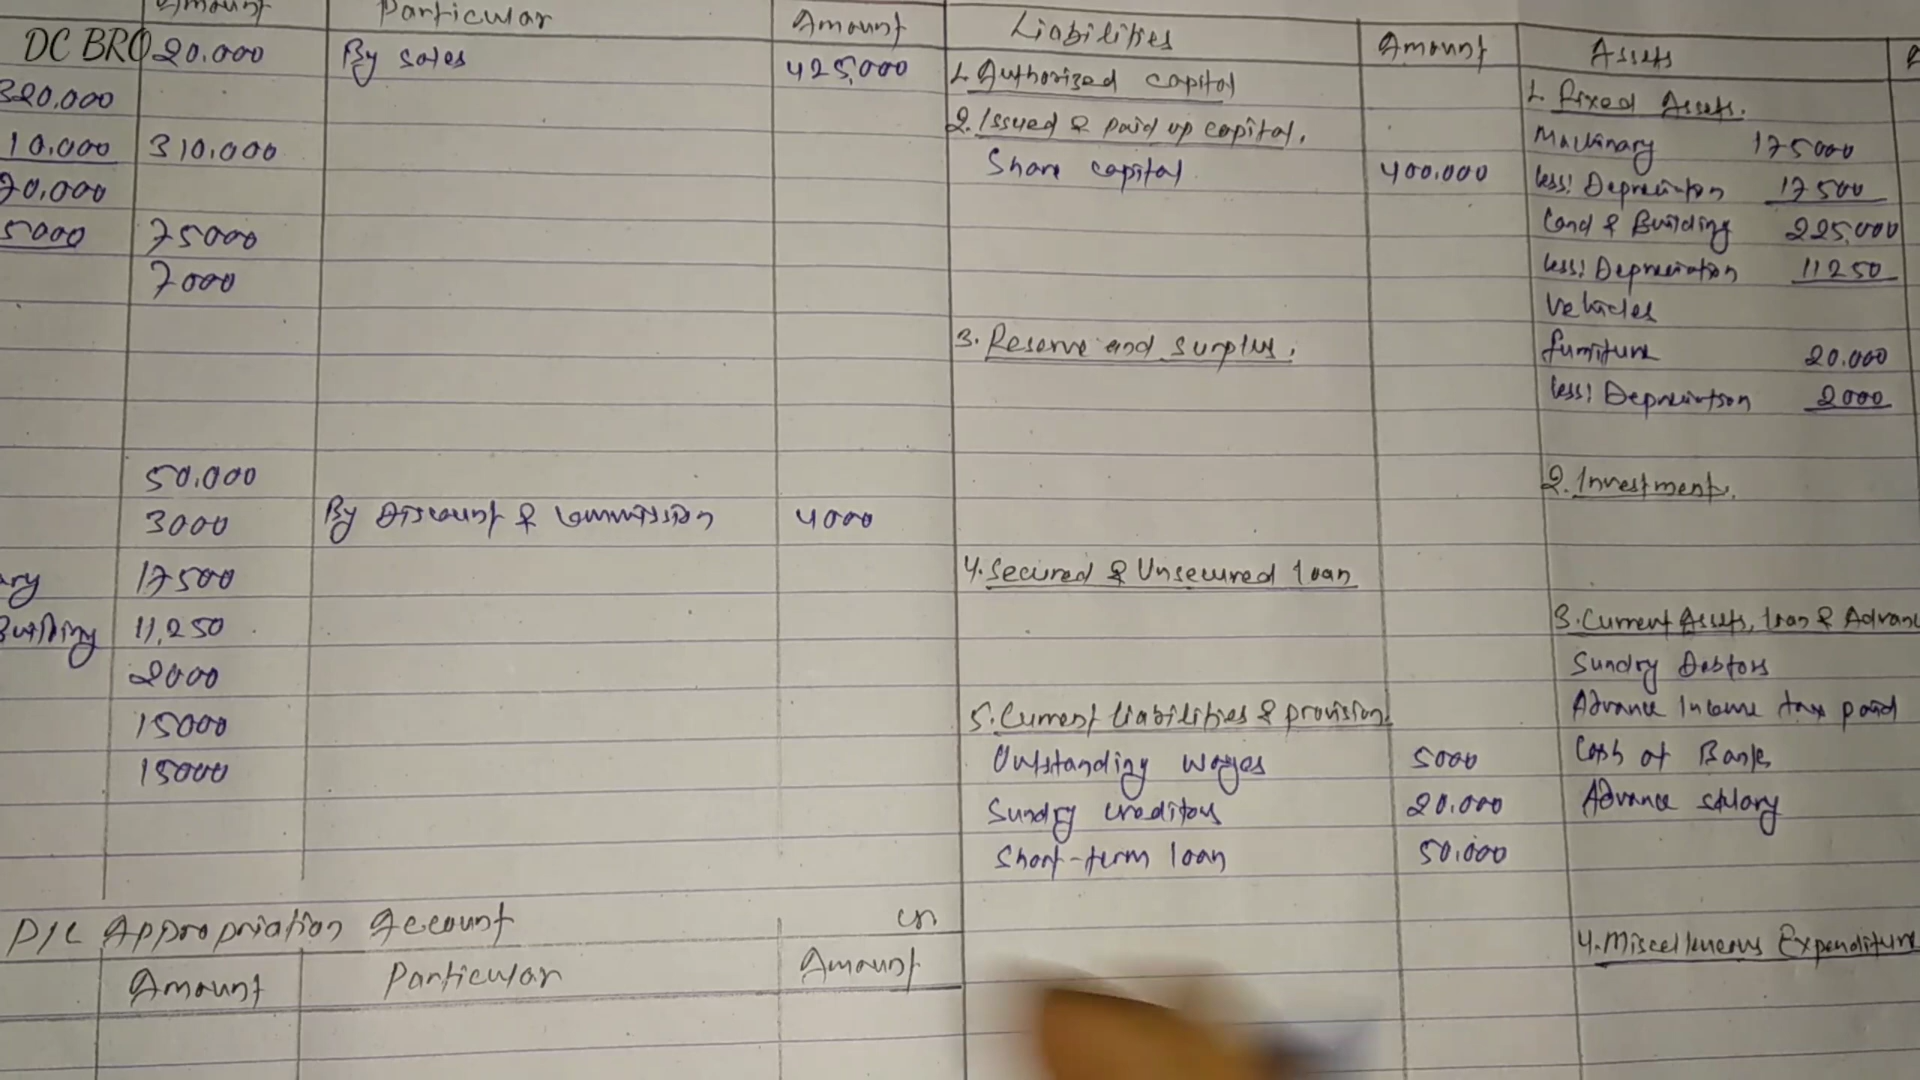 Amount Particular Amount Liabilities Amount Assets
DC BRO 20.000 By sales 425,000 1. Authorized capital
320,000 1. Fixed Assets.
2. Issued & paid up capital.
10.000 310.000 Machinary 175000
Share capital 400.000
70,000 less: Depreciation 17500
5000 75000 Land & Building 225,000
7000 less: Depreciation 11250
Vehicles
3. Reserve and surplus. furniture 20.000
less: Depreciation 2000
50.000 2. Investment.
3000 By Discount & commission 4000
17500 4. Secured & Unsecured loan
Building 11,250 3. Current Assets, loan &
2000 Sundry Debtors
15000 5. Current liabilities & provision. Advance Income tax paid
15000 Outstanding wages 5000 Cash at Bank
Sundry creditors 20.000 Advance salary
Short-term loan 50.000
P/L Appropriation Account cr.
4. Miscellneous Expenditure
Amount Particular Amount